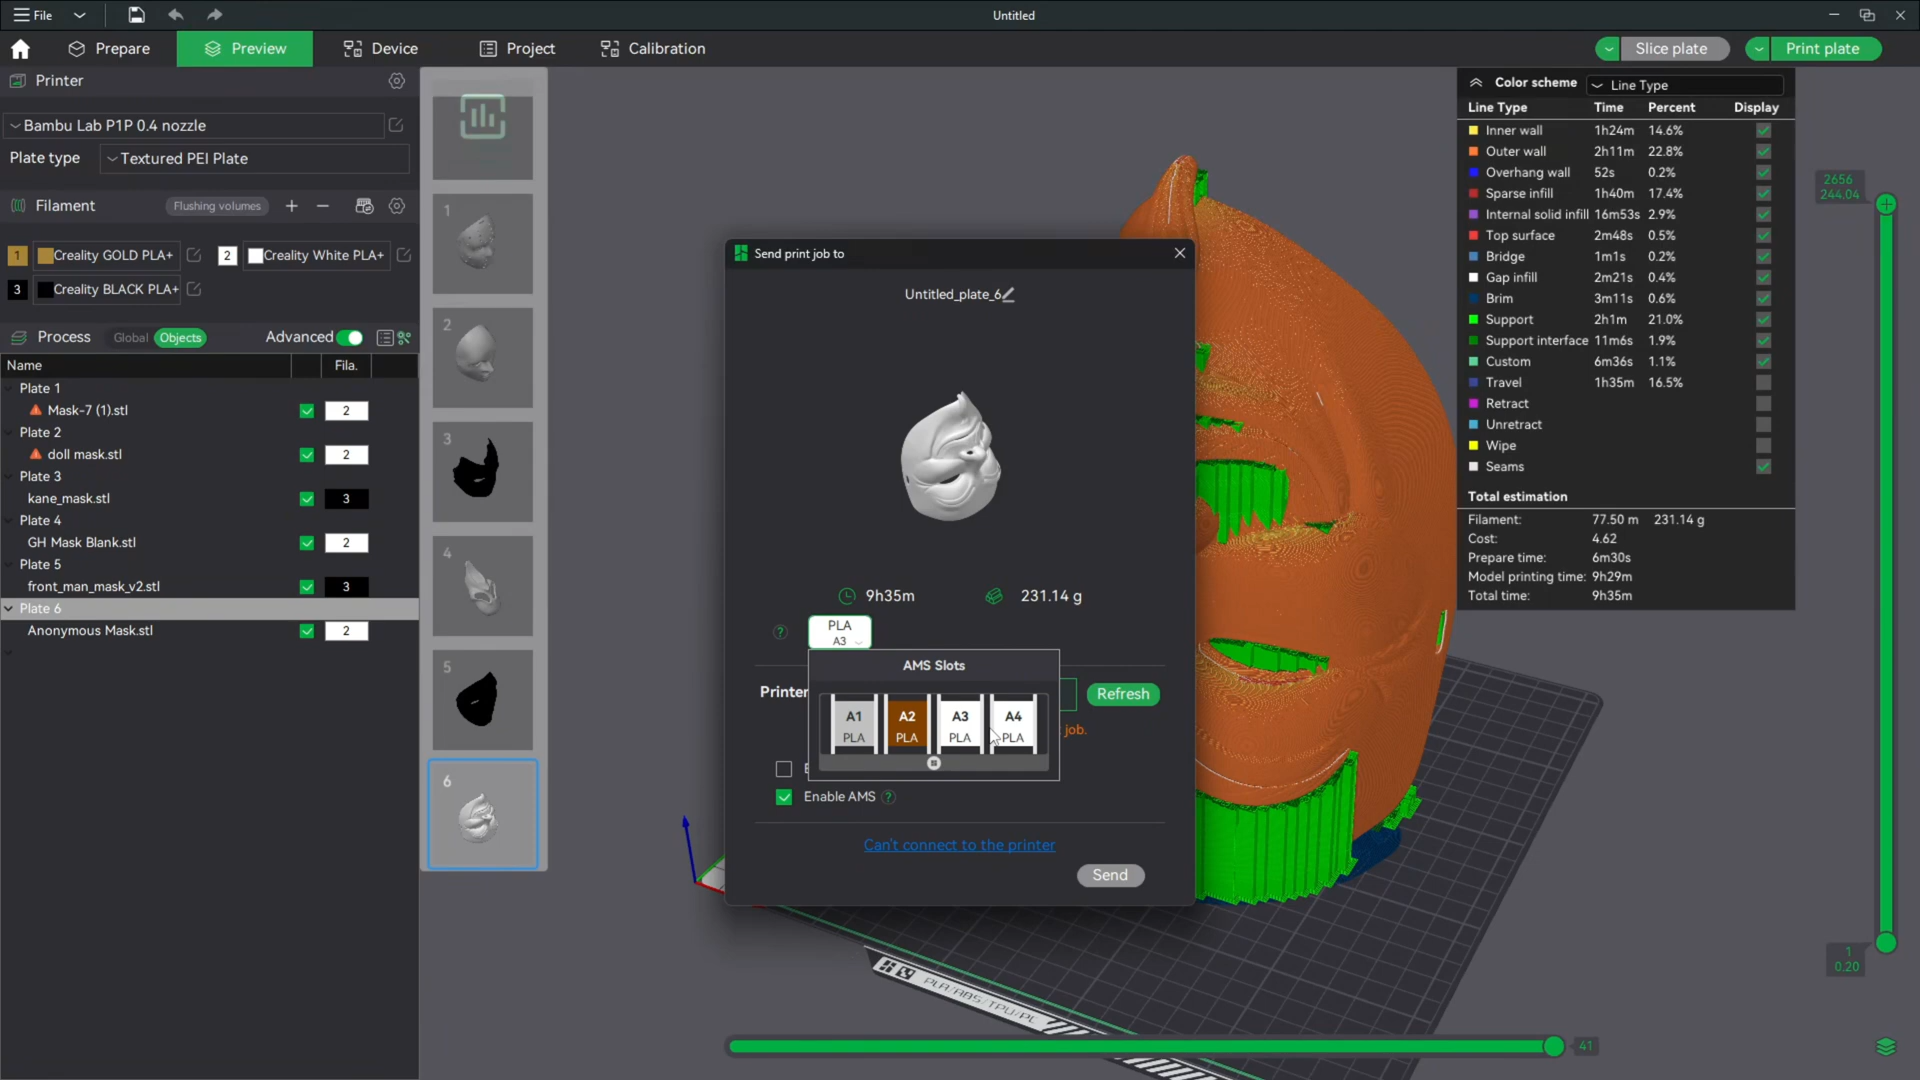 File
Untitled
Prepare
Preview
Device
Project
Calibration
Slice plate
Print plate
Printer
Bambu Lab P1P 0.4 nozzle
Plate type
Textured PEI Plate
Filament
Flushing volumes
1
Creality GOLD PLA+
2
Creality White PLA+
3
Creality BLACK PLA+
Process
Global
Objects
Advanced
Name
Fila.
Plate 1
Mask-7 (1).stl
2
Plate 2
doll mask.stl
2
Plate 3
kane_mask.stl
3
Plate 4
GH Mask Blank.stl
2
Plate 5
front_man_mask_v2.stl
3
Plate 6
Anonymous Mask.stl
2
1
2
3
4
5
6
Send print job to
Untitled_plate_6
9h35m
231.14 g
PLA
A3
AMS Slots
A1
PLA
A2
PLA
A3
PLA
A4
PLA
Printer
Refresh
job.
Enable AMS
Can't connect to the printer
Send
Color scheme
Line Type
Line Type Time Percent Display
Inner wall 1h24m 14.6%
Outer wall 2h11m 22.8%
Overhang wall 52s 0.2%
Sparse infill 1h40m 17.4%
Internal solid infill 16m53s 2.9%
Top surface 2m48s 0.5%
Bridge 1m1s 0.2%
Gap infill 2m21s 0.4%
Brim 3m11s 0.6%
Support 2h1m 21.0%
Support interface 11m6s 1.9%
Custom 6m36s 1.1%
Travel 1h35m 16.5%
Retract
Unretract
Wipe
Seams
Total estimation
Filament: 77.50 m 231.14 g
Cost: 4.62
Prepare time: 6m30s
Model printing time: 9h29m
Total time: 9h35m
2656
244.04
1
0.20
41
PLA/ABS/TPU/PE